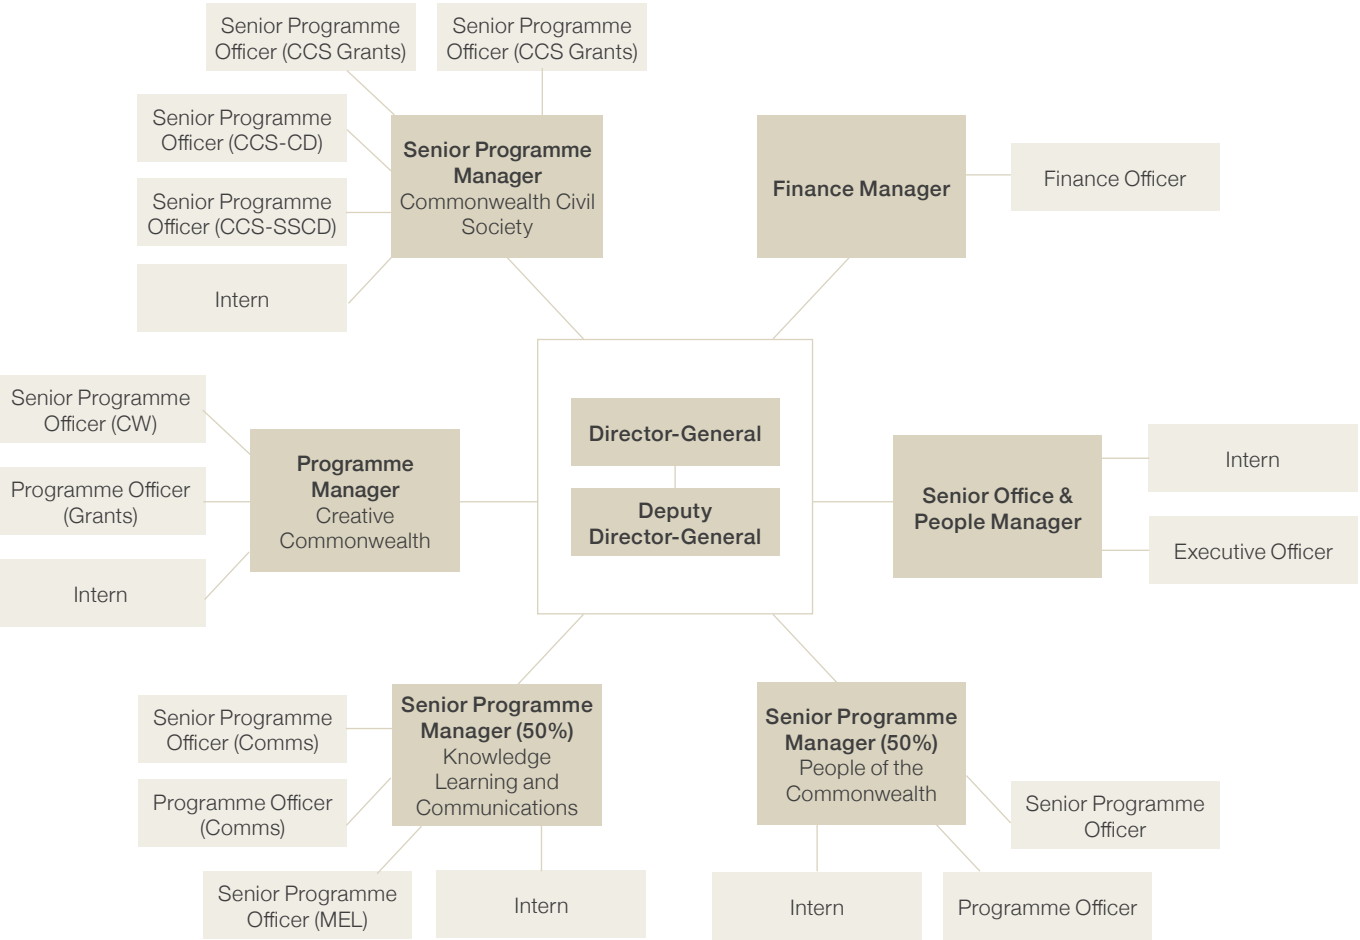 Senior Programme
Officer (CCS Grants)
Senior Programme
Officer (CCS Grants)
Senior Programme
Officer (CCS-CD)
Senior Programme
Officer (CCS-SSCD)
Intern
Senior Programme
Manager
Commonwealth Civil
Society
Finance Manager
Finance Officer
Senior Programme
Officer (CW)
Programme Officer
(Grants)
Intern
Programme
Manager
Creative
Commonwealth
Director-General
Deputy
Director-General
Senior Office &
People Manager
Intern
Executive Officer
Senior Programme
Officer (Comms)
Programme Officer
(Comms)
Senior Programme
Officer (MEL)
Intern
Senior Programme
Manager (50%)
Knowledge
Learning and
Communications
Senior Programme
Manager (50%)
People of the
Commonwealth
Senior Programme
Officer
Intern
Programme Officer